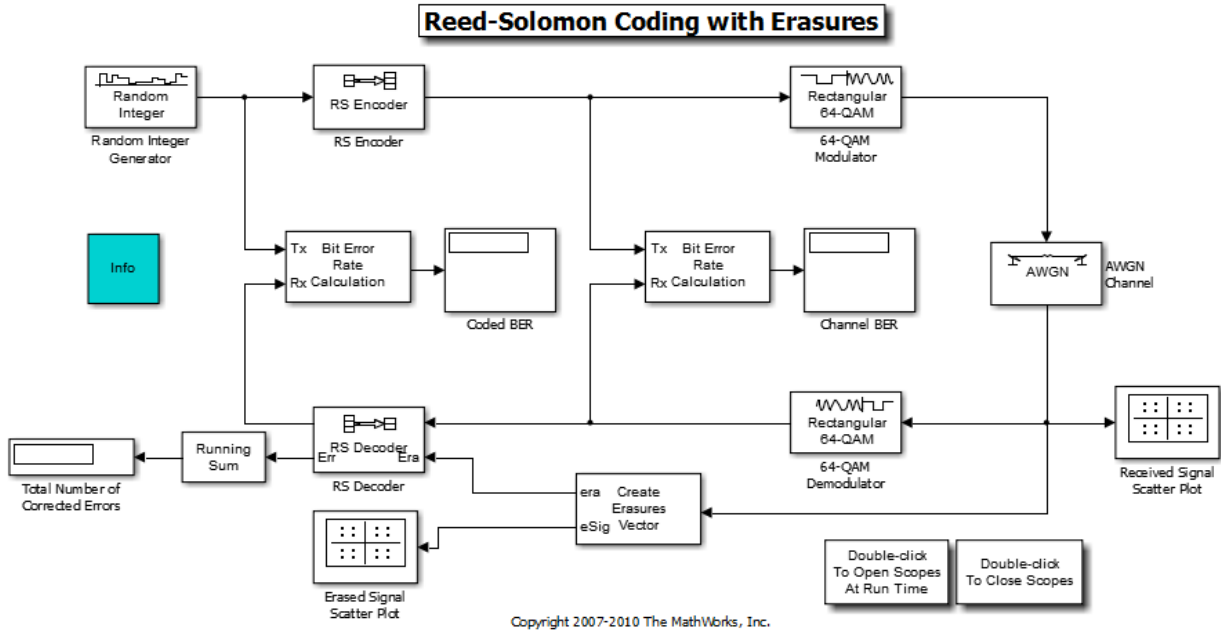 Reed-Solomon Coding with Erasures
Random
Integer
Random Integer
Generator
RS Encoder
RS Encoder
Rectangular
64-QAM
64-QAM
Modulator
Info
Tx
Bit Error
Rate
Rx
Calculation
Coded BER
Tx
Bit Error
Rate
Rx
Calculation
Channel BER
AWGN
AWGN
Channel
Total Number of
Corrected Errors
Running
Sum
RS Decoder
Err
Era
RS Decoder
Rectangular
64-QAM
64-QAM
Demodulator
Received Signal
Scatter Plot
era
Create
Erasures
eSig
Vector
Erased Signal
Scatter Plot
Double-click
To Open Scopes
At Run Time
Double-click
To Close Scopes
Copyright 2007-2010 The MathWorks, Inc.